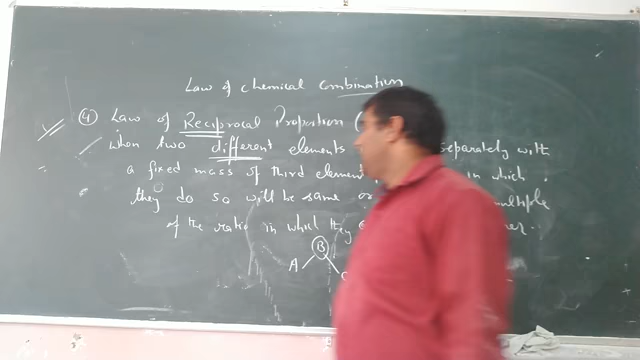 Law of Chemical Combination
④ Law of Reciprocal Proportion (
When two different elements separately with
a fixed mass of third element, in which
they do so will be same or multiple
of the ratio in which they
B
A